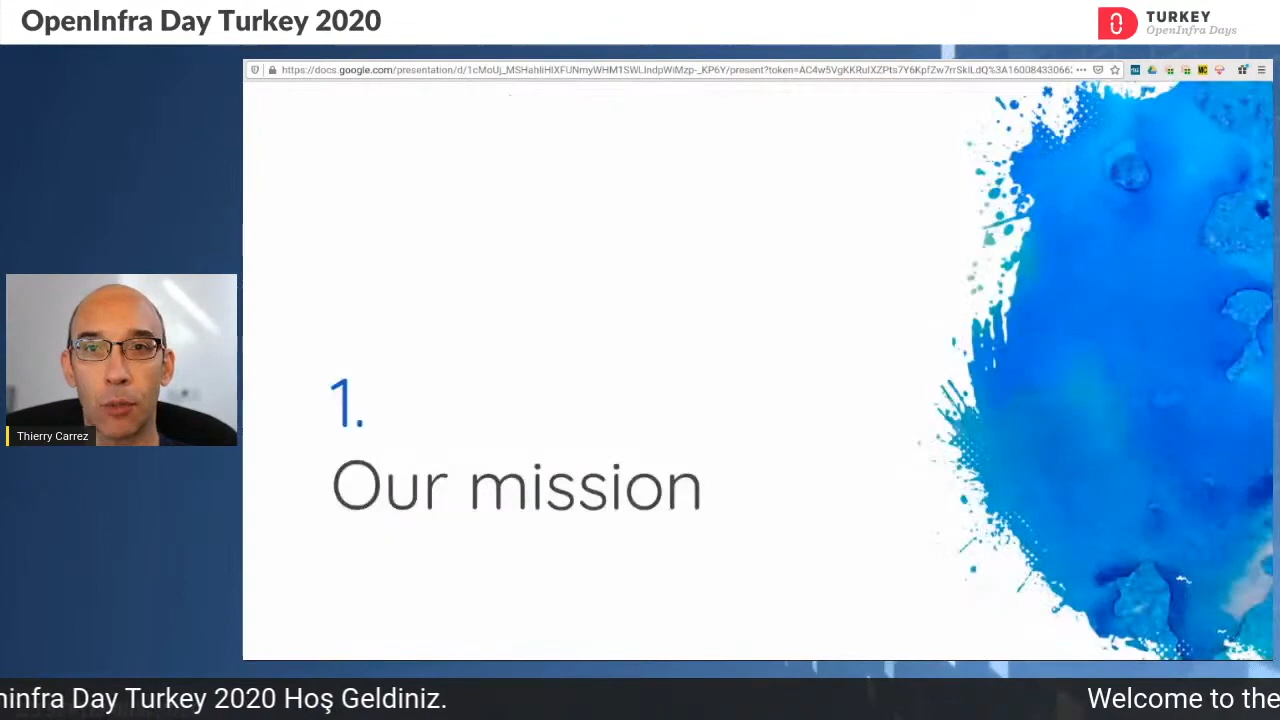 OpenInfra Day Turkey 2020
TURKEY
OpenInfra Days
1.
Our mission
Thierry Carrez
ninfra Day Turkey 2020 Hoş Geldiniz.
Welcome to the